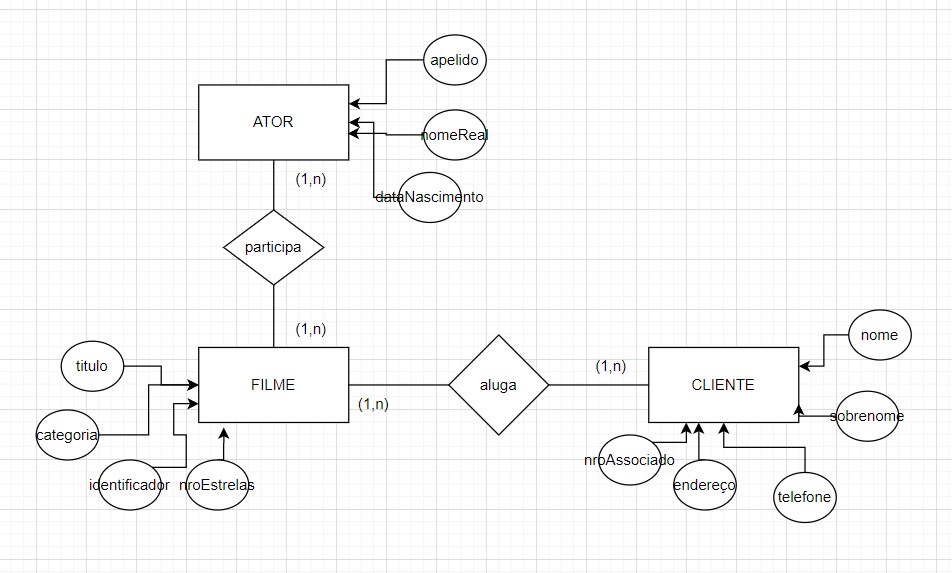 apelido
ATOR
nomeReal
(1,n)
dataNascimento
participa
(1,n)
nome
titulo
FILME
aluga
(1,n)
CLIENTE
(1,n)
sobrenome
categoria
nroAssociado
identificador
nroEstrelas
endereço
telefone